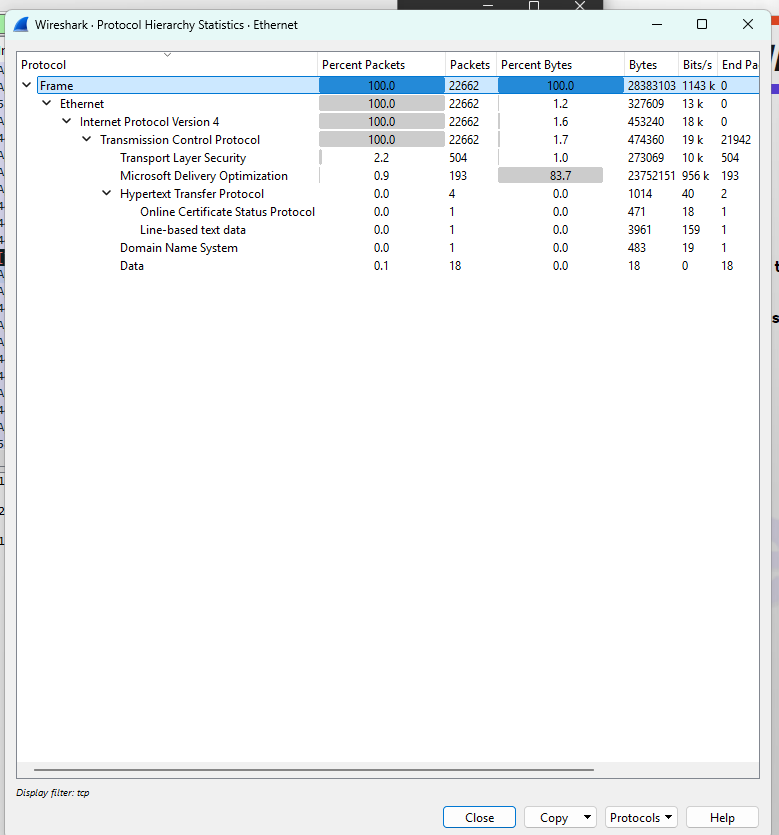 Wireshark · Protocol Hierarchy Statistics · Ethernet
Protocol Percent Packets Packets Percent Bytes Bytes Bits/s End Pa
Frame 100.0 22662 100.0 28383103 1143 k 0
Ethernet 100.0 22662 1.2 327609 13 k 0
Internet Protocol Version 4 100.0 22662 1.6 453240 18 k 0
Transmission Control Protocol 100.0 22662 1.7 474360 19 k 21942
Transport Layer Security 2.2 504 1.0 273069 10 k 504
Microsoft Delivery Optimization 0.9 193 83.7 23752151 956 k 193
Hypertext Transfer Protocol 0.0 4 0.0 1014 40 2
Online Certificate Status Protocol 0.0 1 0.0 471 18 1
Line-based text data 0.0 1 0.0 3961 159 1
Domain Name System 0.0 1 0.0 483 19 1
Data 0.1 18 0.0 18 0 18
Display filter: tcp
Close Copy Protocols Help